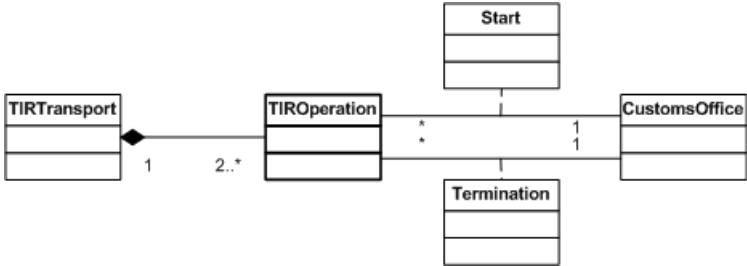 Start
TIRTransport
TIROperation
CustomsOffice
* 1
* 1
1 2..*
Termination